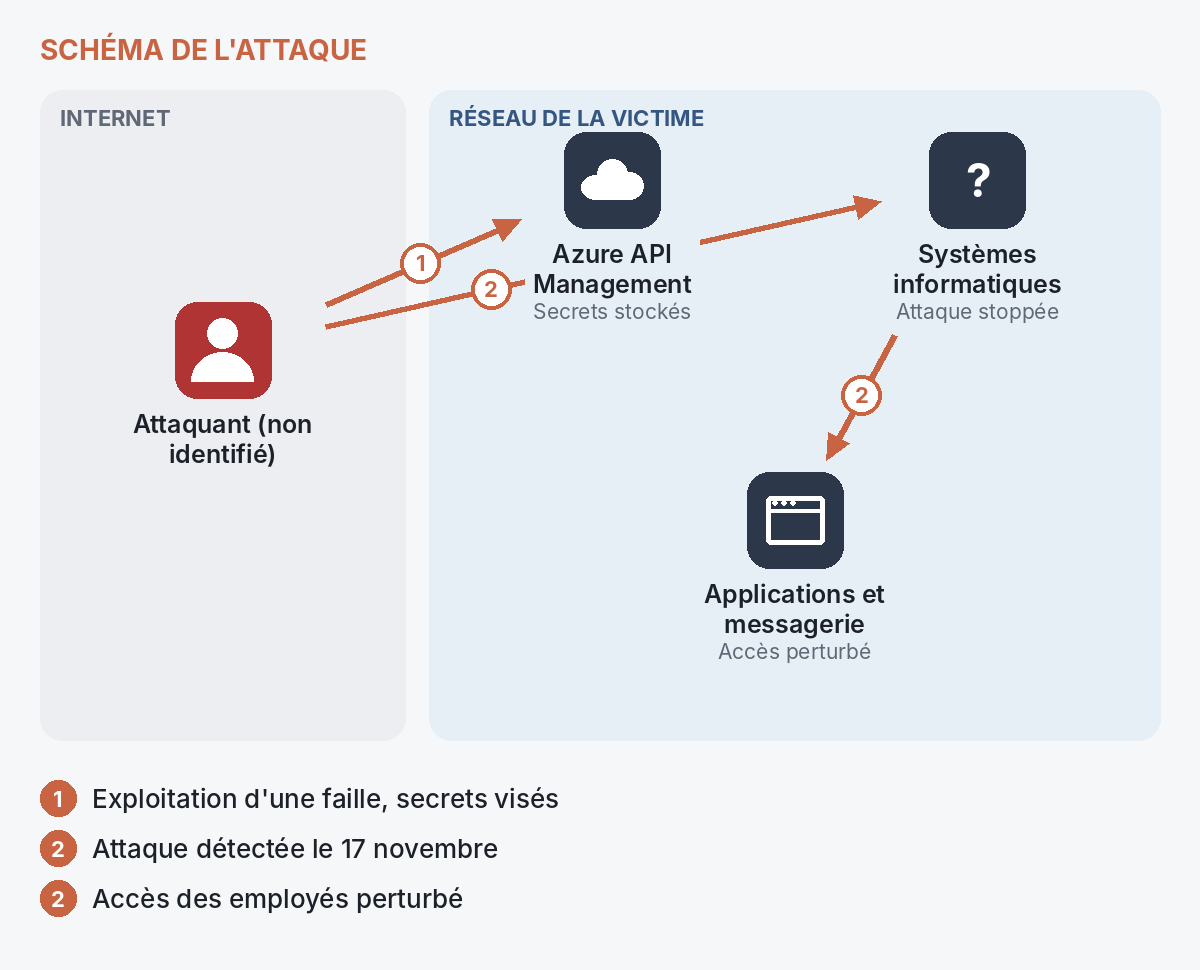 SCHÉMA DE L'ATTAQUE
INTERNET
RÉSEAU DE LA VICTIME
?
Azure API
Management
Secrets stockés
Systèmes
informatiques
Attaque stoppée
1
2
Attaquant (non
identifié)
2
Applications et
messagerie
Accès perturbé
1 Exploitation d'une faille, secrets visés
2 Attaque détectée le 17 novembre
2 Accès des employés perturbé